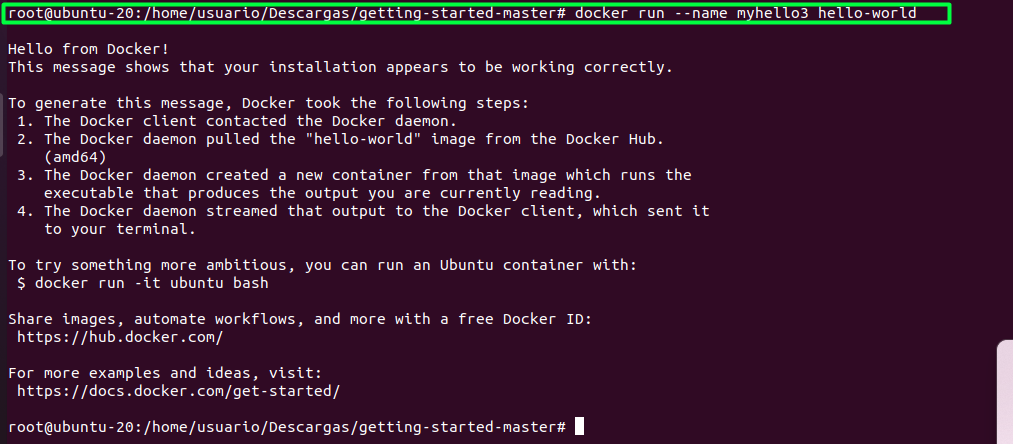 root@ubuntu-20:/home/usuario/Descargas/getting-started-master# docker run --name myhello3 hello-world
Hello from Docker!
This message shows that your installation appears to be working correctly.
To generate this message, Docker took the following steps:
1. The Docker client contacted the Docker daemon.
2. The Docker daemon pulled the "hello-world" image from the Docker Hub.
(amd64)
3. The Docker daemon created a new container from that image which runs the
executable that produces the output you are currently reading.
4. The Docker daemon streamed that output to the Docker client, which sent it
to your terminal.
To try something more ambitious, you can run an Ubuntu container with:
$ docker run -it ubuntu bash
Share images, automate workflows, and more with a free Docker ID:
https://hub.docker.com/
For more examples and ideas, visit:
https://docs.docker.com/get-started/
root@ubuntu-20:/home/usuario/Descargas/getting-started-master#